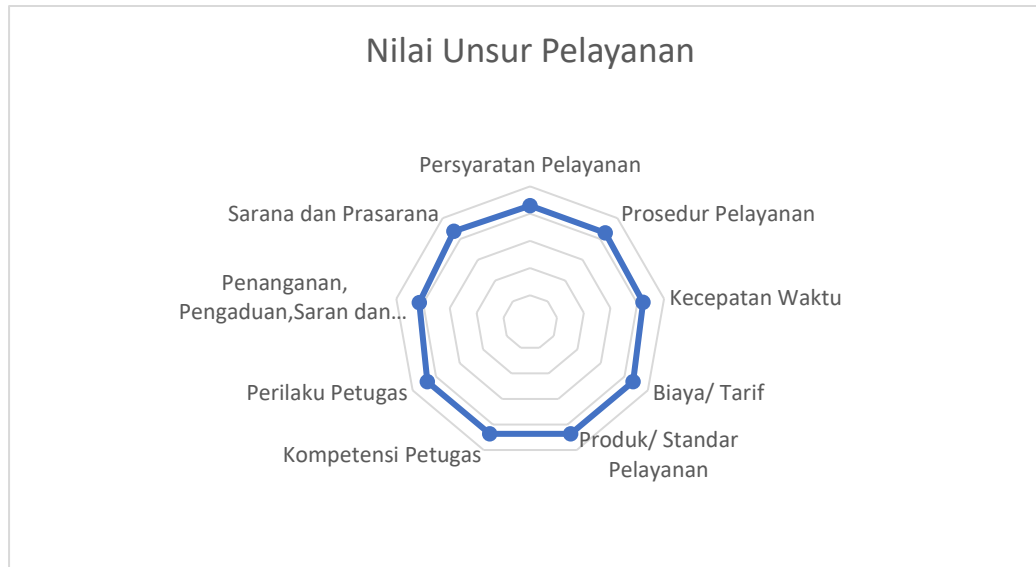 Nilai Unsur Pelayanan
Persyaratan Pelayanan
Prosedur Pelayanan
Kecepatan Waktu
Biaya/ Tarif
Produk/ Standar
Pelayanan
Kompetensi Petugas
Perilaku Petugas
Penanganan,
Pengaduan,Saran dan...
Sarana dan Prasarana